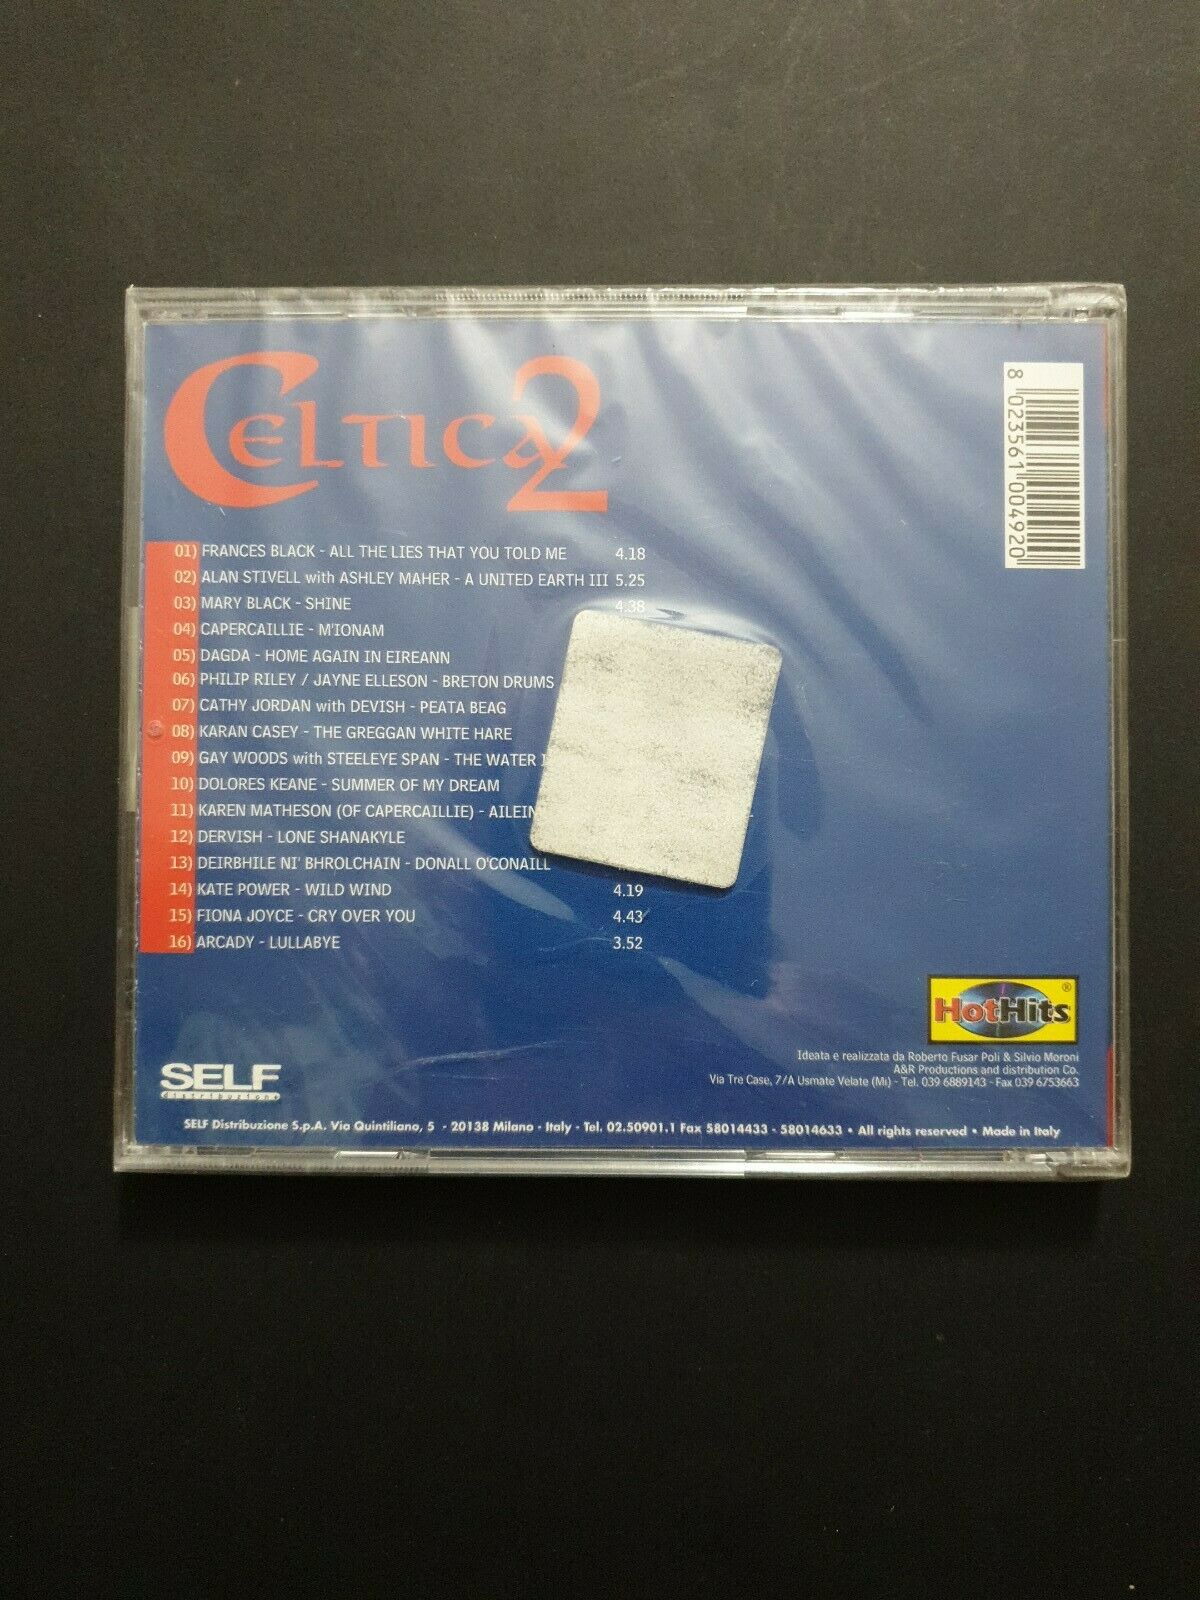 CELTICA 2
8 023561 004920
01) FRANCES BLACK - ALL THE LIES THAT YOU TOLD ME 4.18
02) ALAN STIVELL with ASHLEY MAHER - A UNITED EARTH III 5.25
03) MARY BLACK - SHINE 4.38
04) CAPERCAILLIE - M'IONAM
05) DAGDA - HOME AGAIN IN EIREANN
06) PHILIP RILEY / JAYNE ELLESON - BRETON DRUMS
07) CATHY JORDAN with DEVISH - PEATA BEAG
08) KARAN CASEY - THE GREGGAN WHITE HARE
09) GAY WOODS with STEELEYE SPAN - THE WATER
10) DOLORES KEANE - SUMMER OF MY DREAM
11) KAREN MATHESON (OF CAPERCAILLIE) - AILEIN
12) DERVISH - LONE SHANAKYLE
13) DEIRBHILE NI' BHROLCHAIN - DONALL O'CONAILL
14) KATE POWER - WILD WIND 4.19
15) FIONA JOYCE - CRY OVER YOU 4.43
16) ARCADY - LULLABYE 3.52
HotHits ®
Ideata e realizzata da Roberto Fusar Poli & Silvio Moroni
A&R Productions and distribution Co.
Via Tre Case, 7/A Usmate Velate (Mi) - Tel. 039 6889143 - Fax 039 6753663
SELF
distribuzione
SELF Distribuzione S.p.A. Via Quintiliano, 5 - 20138 Milano - Italy - Tel. 02.50901.1 Fax 58014433 - 58014633 • All rights reserved • Made in Italy